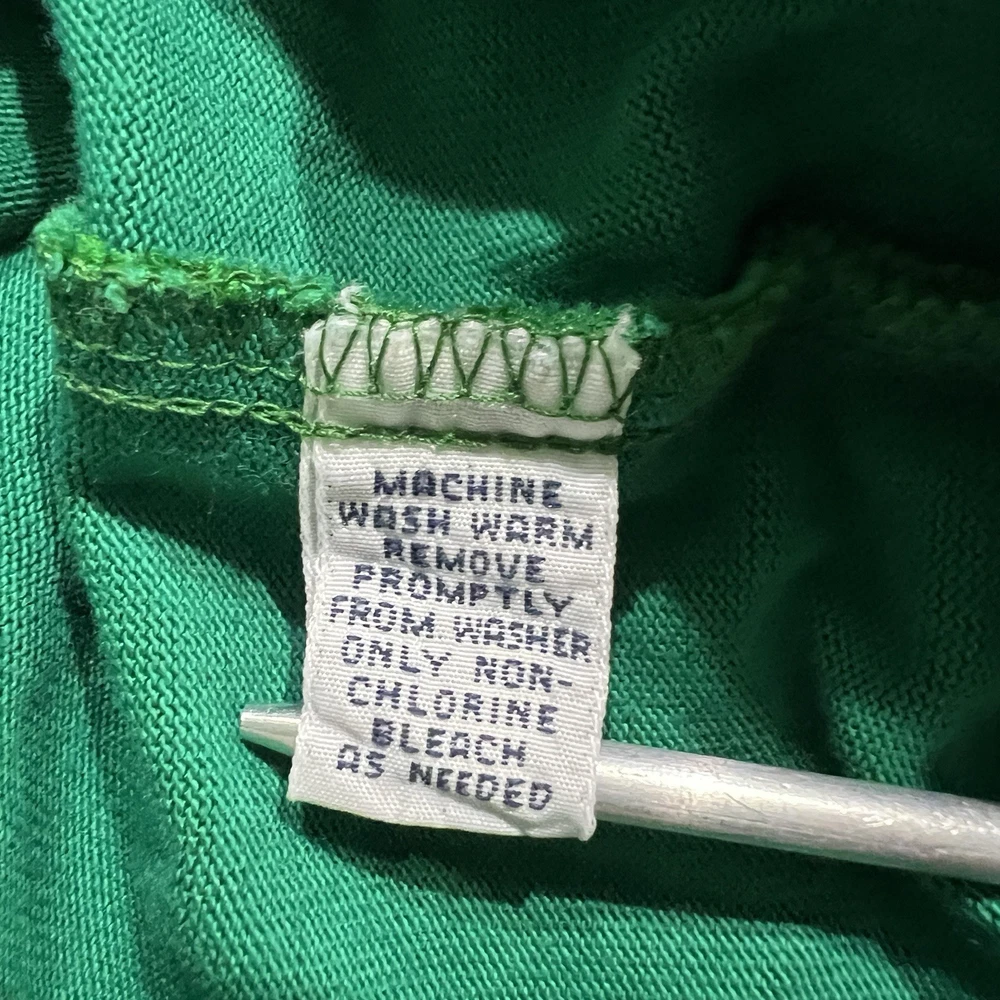 MACHINE
WASH WARM
REMOVE
PROMPTLY
FROM WASHER
ONLY NON-
CHLORINE
BLEACH
AS NEEDED